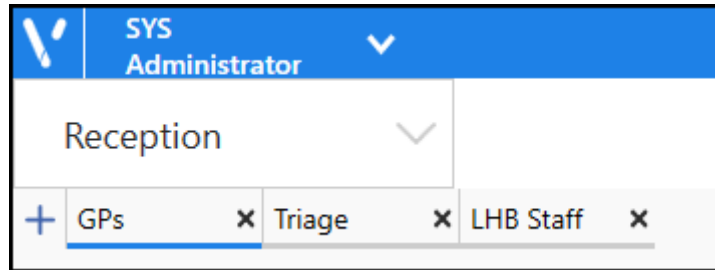 SYS
Administrator
Reception
GPs Triage LHB Staff